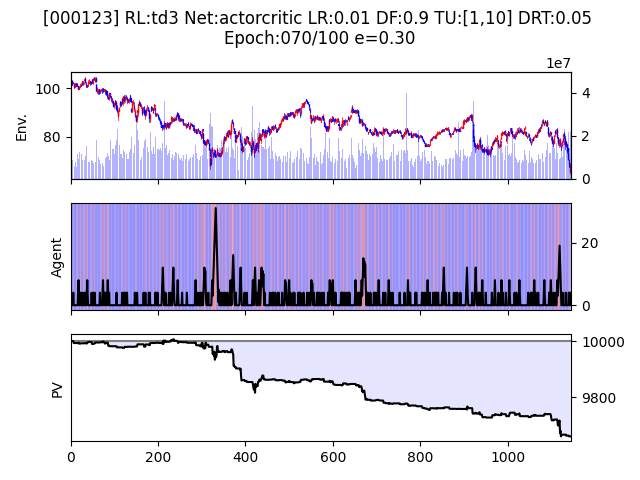 [000123] RL:td3 Net:actorcritic LR:0.01 DF:0.9 TU:[1,10] DRT:0.05
Epoch:070/100 e=0.30
1e7
100
80
Env.
4
2
0
Agent
20
0
PV
10000
9800
0 200 400 600 800 1000